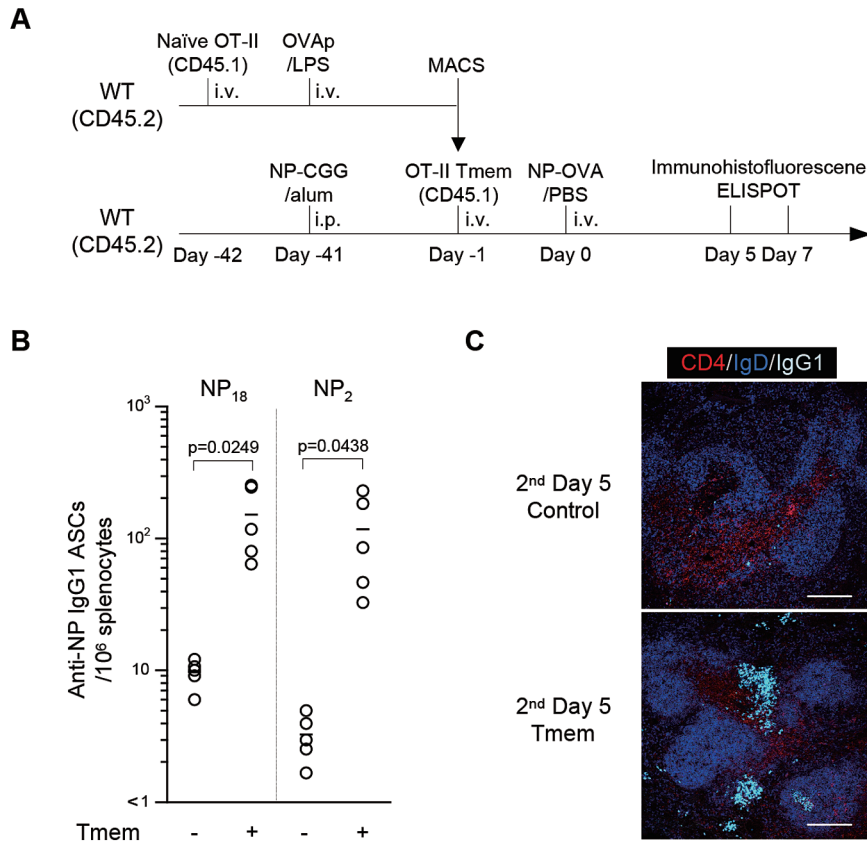 A
Naïve OT-II
(CD45.1)
OVAp
/LPS
MACS
WT
(CD45.2)
i.v.
i.v.
NP-CGG
/alum
OT-II Tmem
(CD45.1)
NP-OVA
/PBS
Immunohistofluorescene
ELISPOT
WT
(CD45.2)
i.p.
i.v.
i.v.
Day -42
Day -41
Day -1
Day 0
Day 5
Day 7
B
NP18
NP2
p=0.0249
p=0.0438
Anti-NP IgG1 ASCs
/10⁶ splenocytes
10³
10²
10
<1
Tmem
-
+
-
+
C
CD4/IgD/IgG1
2nd Day 5
Control
2nd Day 5
Tmem